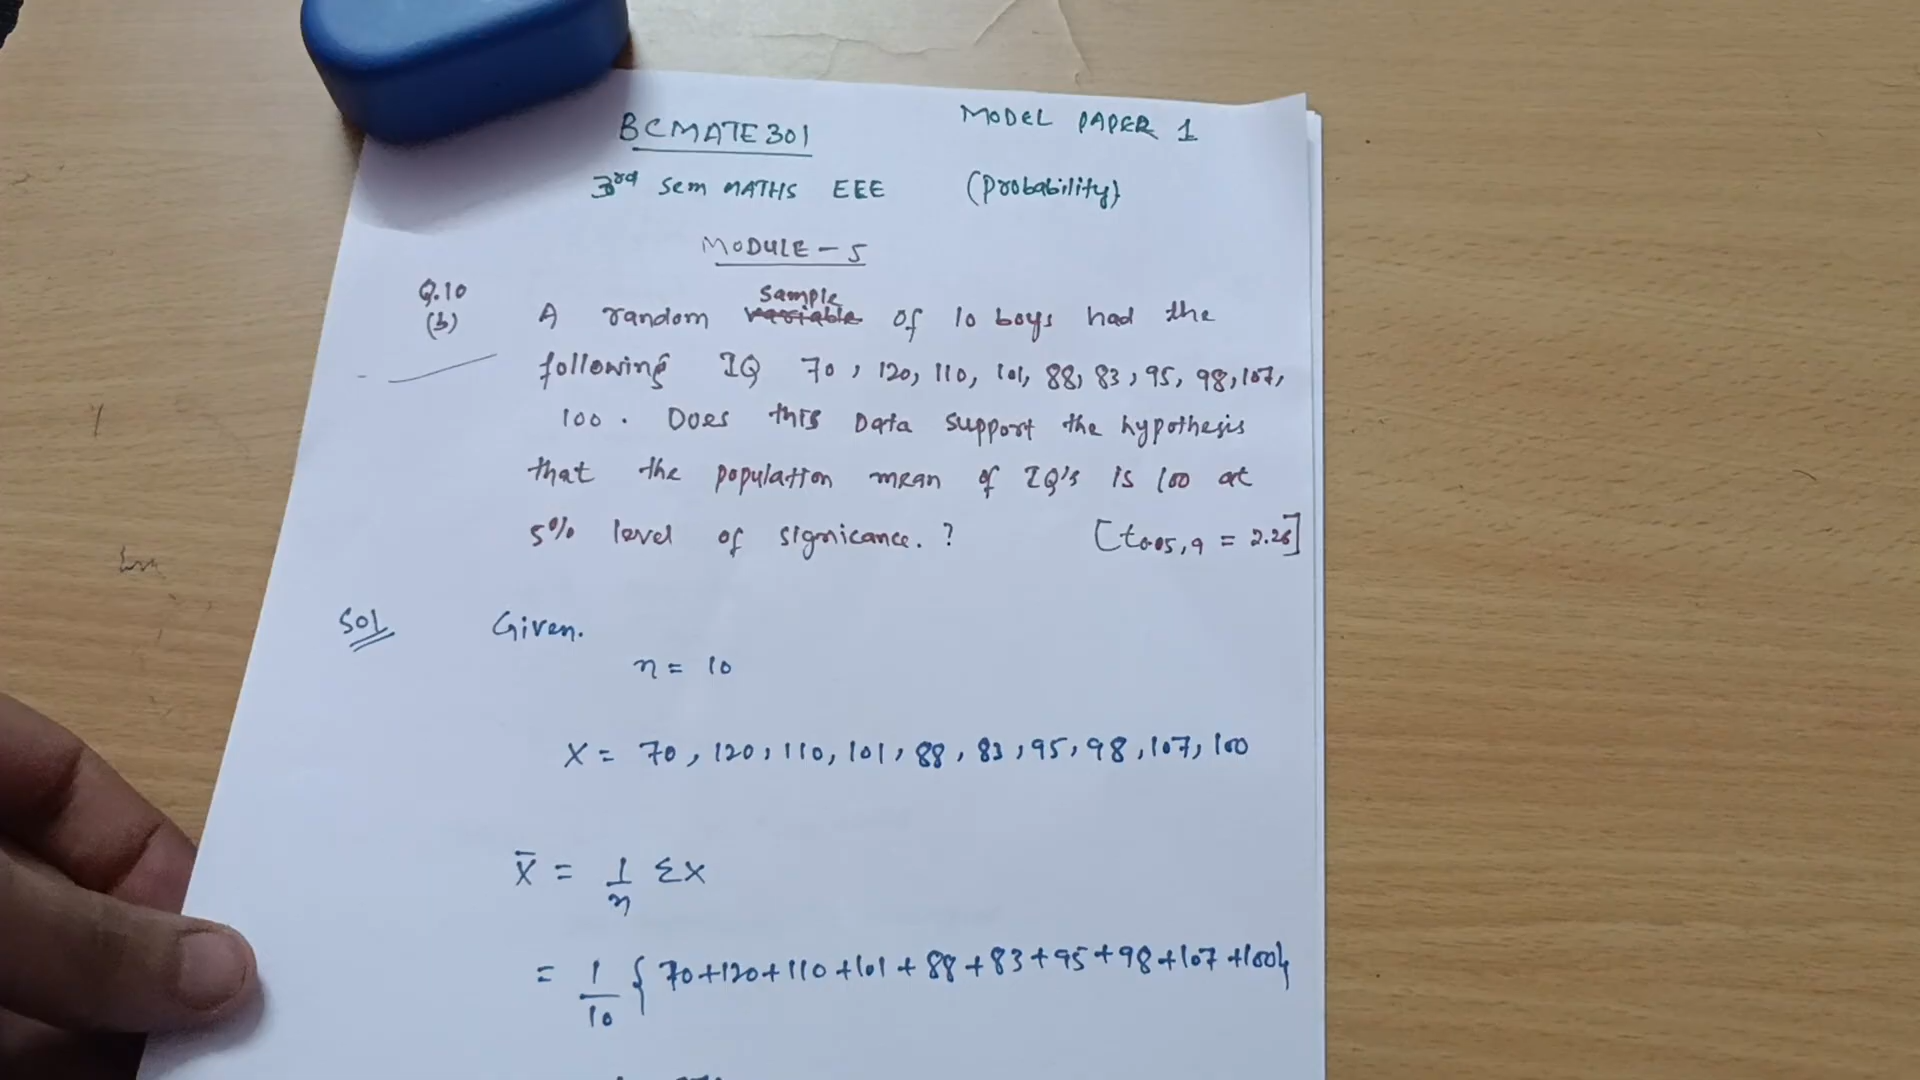 BCMATE301 MODEL PAPER 1
3rd Sem MATHS EEE (Probability)
MODULE - 5
Q.10
(b)
sample
A random variable of 10 boys had the
following IQ 70, 120, 110, 101, 88, 83, 95, 98, 107,
100. Does this Data support the hypothesis
that the population mean of IQ's is 100 at
5% level of signicance.? [t0.05,9 = 2.26]
Sol Given.
n = 10
X = 70, 120, 110, 101, 88, 83, 95, 98, 107, 100
X̄ = 1/n ΣX
= 1/10 { 70+120+110+101+88+83+95+98+107+100}